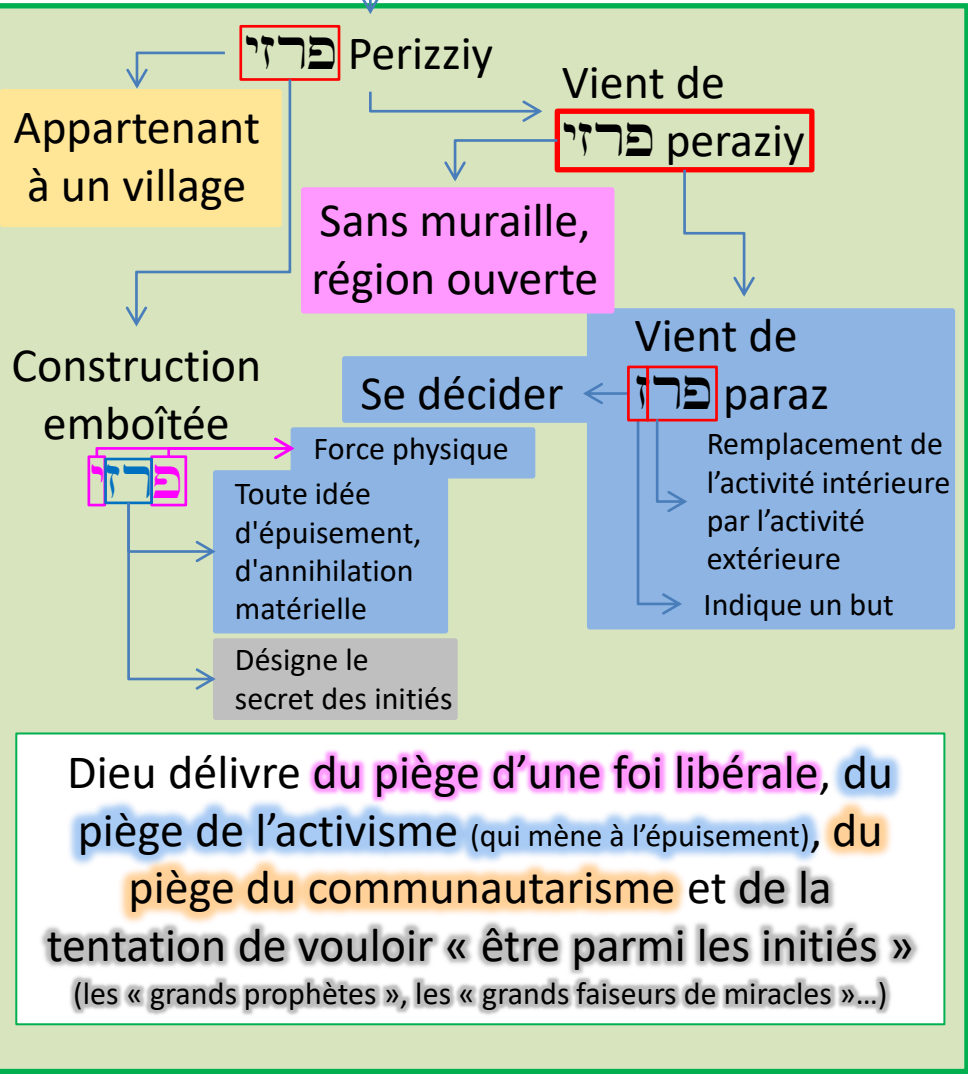 פרזי Perizziy
Appartenant
à un village
Vient de
פרזי peraziy
Sans muraille,
région ouverte
Vient de
פרז paraz
Se décider
Remplacement de
l’activité intérieure
par l’activité
extérieure
Indique un but
Construction
emboîtée
פרזי
Force physique
Toute idée
d'épuisement,
d'annihilation
matérielle
Désigne le
secret des initiés
Dieu délivre du piège d’une foi libérale, du
piège de l’activisme (qui mène à l’épuisement), du
piège du communautarisme et de la
tentation de vouloir « être parmi les initiés »
(les « grands prophètes », les « grands faiseurs de miracles »…)